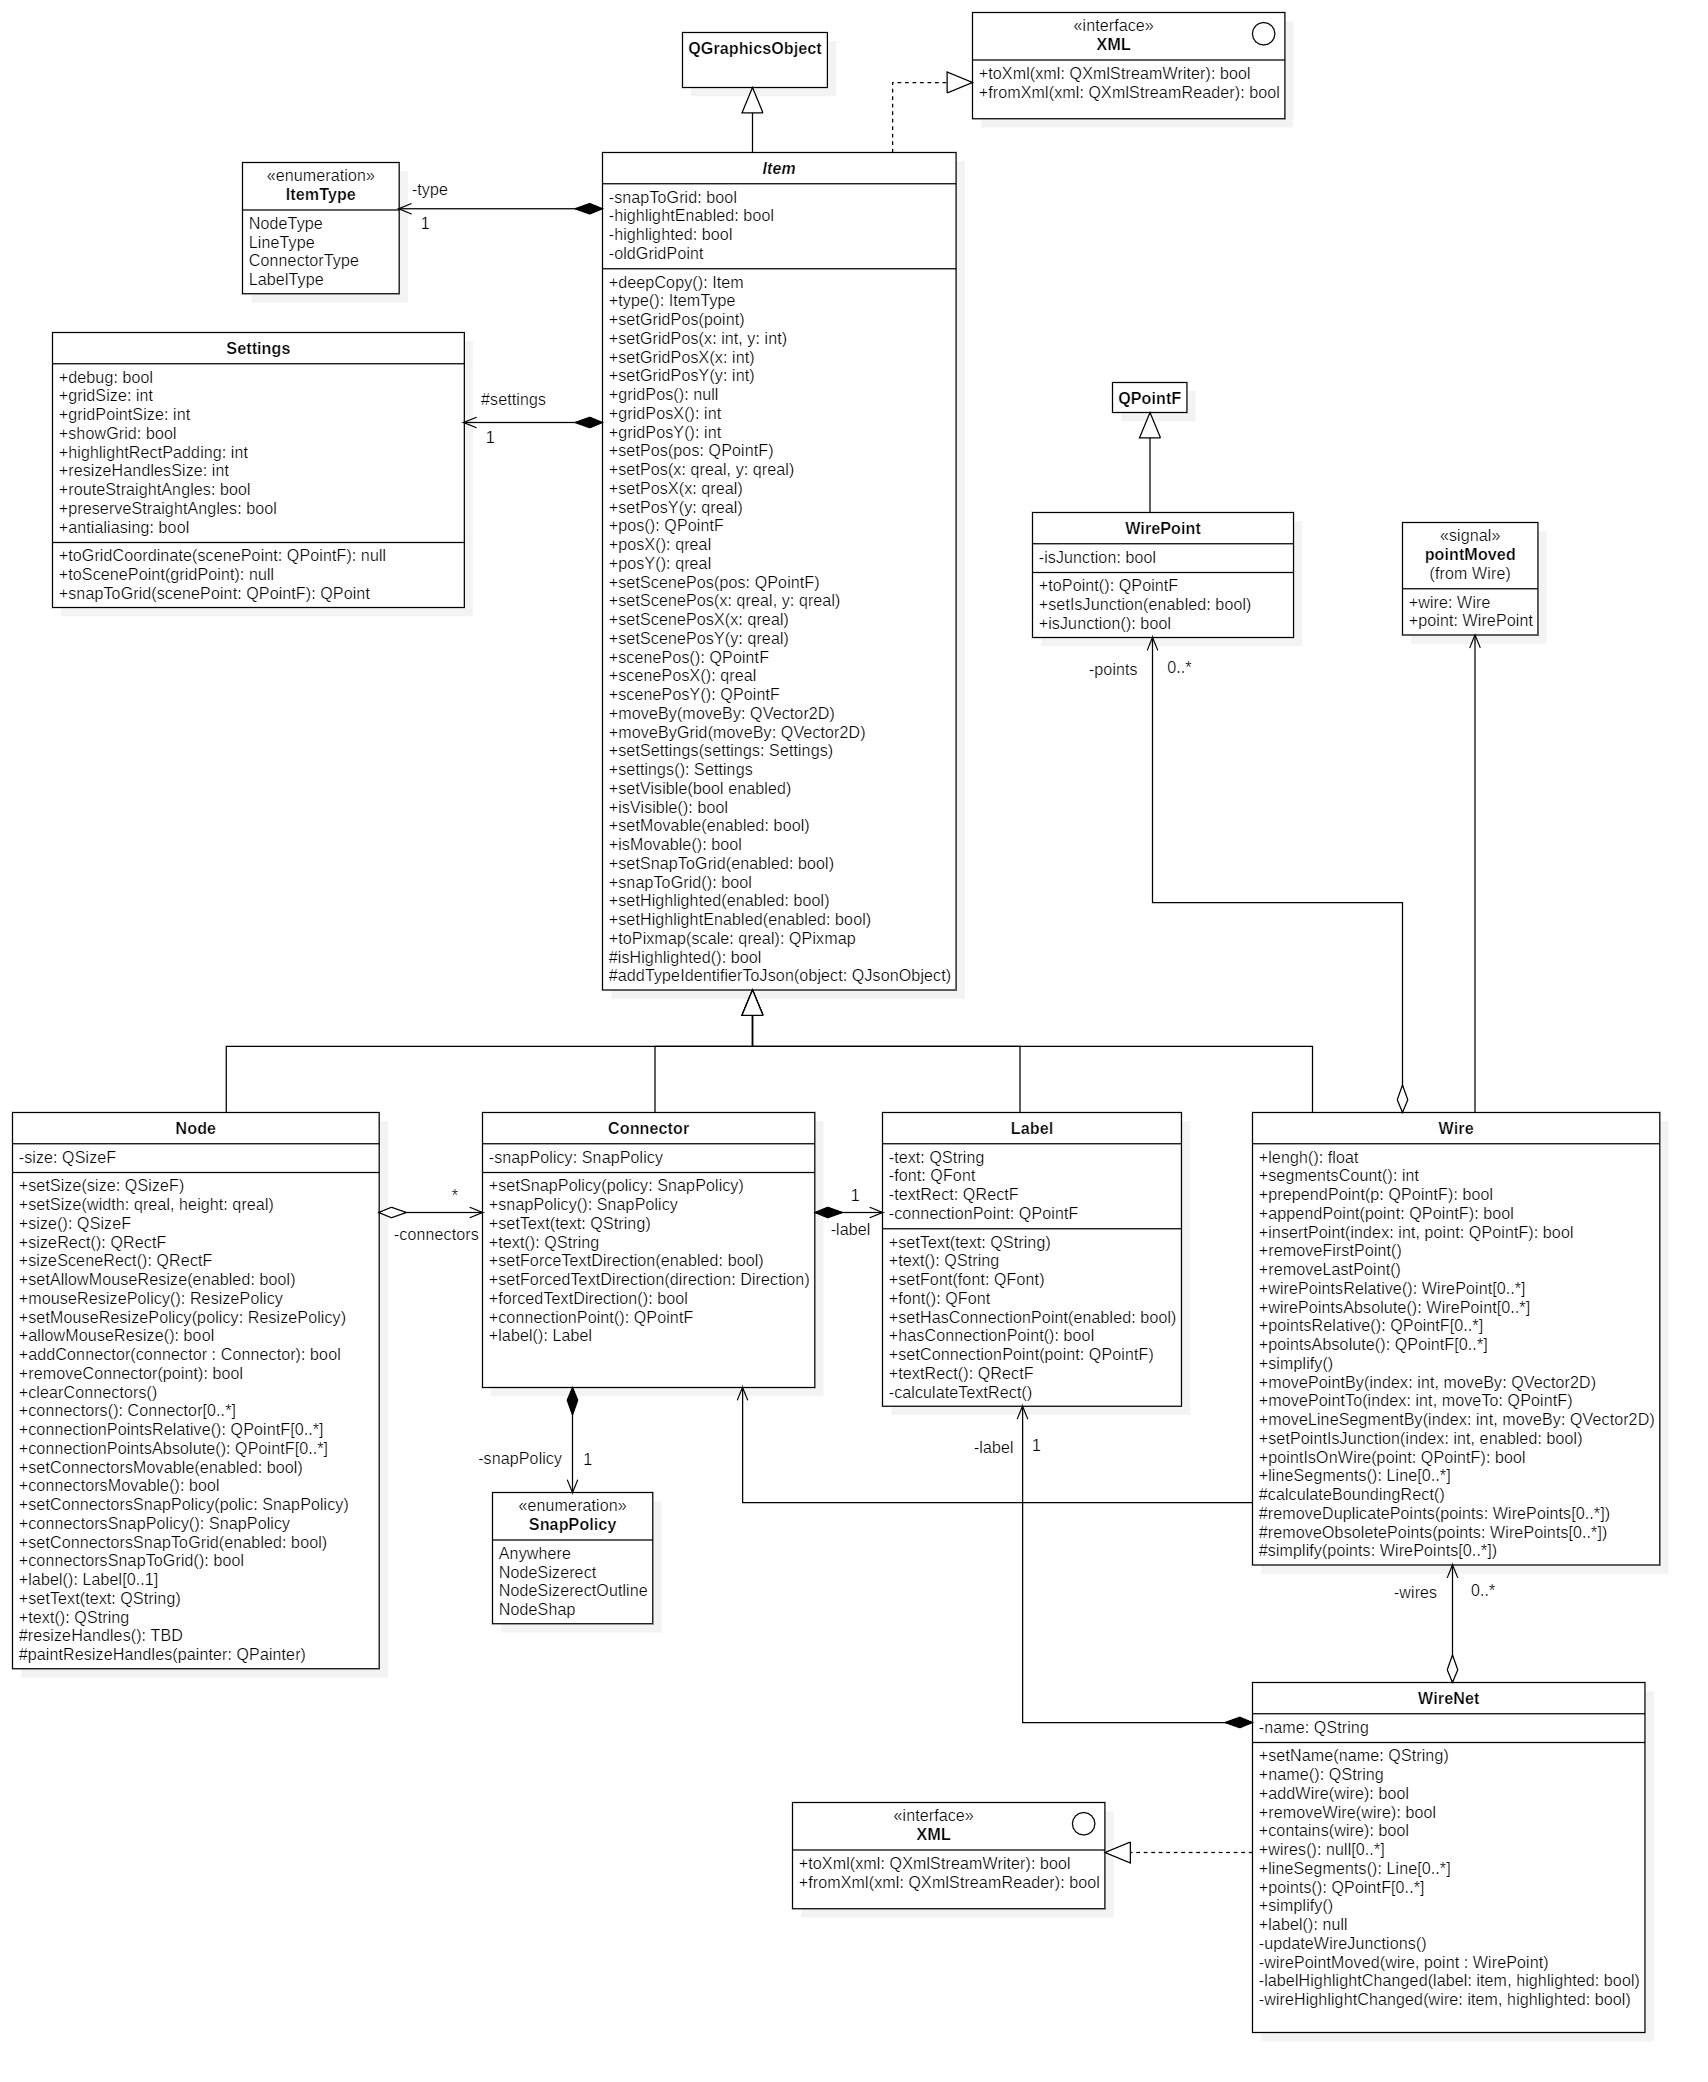 QGraphicsObject
«interface»
XML
+toXml(xml: QXmlStreamWriter): bool
+fromXml(xml: QXmlStreamReader): bool
«enumeration»
ItemType
NodeType
LineType
ConnectorType
LabelType
-type
1
Item
-snapToGrid: bool
-highlightEnabled: bool
-highlighted: bool
-oldGridPoint
+deepCopy(): Item
+type(): ItemType
+setGridPos(point)
+setGridPos(x: int, y: int)
+setGridPosX(x: int)
+setGridPosY(y: int)
+gridPos(): null
+gridPosX(): int
+gridPosY(): int
+setPos(pos: QPointF)
+setPos(x: qreal, y: qreal)
+setPosX(x: qreal)
+setPosY(y: qreal)
+pos(): QPointF
+posX(): qreal
+posY(): qreal
+setScenePos(pos: QPointF)
+setScenePos(x: qreal, y: qreal)
+setScenePosX(x: qreal)
+setScenePosY(y: qreal)
+scenePos(): QPointF
+scenePosX(): qreal
+scenePosY(): QPointF
+moveBy(moveBy: QVector2D)
+moveByGrid(moveBy: QVector2D)
+setSettings(settings: Settings)
+settings(): Settings
+setVisible(bool enabled)
+isVisible(): bool
+setMovable(enabled: bool)
+isMovable(): bool
+setSnapToGrid(enabled: bool)
+snapToGrid(): bool
+setHighlighted(enabled: bool)
+setHighlightEnabled(enabled: bool)
+toPixmap(scale: qreal): QPixmap
#isHighlighted(): bool
#addTypeIdentifierToJson(object: QJsonObject)
Settings
+debug: bool
+gridSize: int
+gridPointSize: int
+showGrid: bool
+highlightRectPadding: int
+resizeHandlesSize: int
+routeStraightAngles: bool
+preserveStraightAngles: bool
+antialiasing: bool
+toGridCoordinate(scenePoint: QPointF): null
+toScenePoint(gridPoint): null
+snapToGrid(scenePoint: QPointF): QPoint
#settings
1
QPointF
WirePoint
-isJunction: bool
+toPoint(): QPointF
+setIsJunction(enabled: bool)
+isJunction(): bool
-points
0..*
«signal»
pointMoved
(from Wire)
+wire: Wire
+point: WirePoint
Node
-size: QSizeF
+setSize(size: QSizeF)
+setSize(width: qreal, height: qreal)
+size(): QSizeF
+sizeRect(): QRectF
+sizeSceneRect(): QRectF
+setAllowMouseResize(enabled: bool)
+mouseResizePolicy(): ResizePolicy
+setMouseResizePolicy(policy: ResizePolicy)
+allowMouseResize(): bool
+addConnector(connector : Connector): bool
+removeConnector(point): bool
+clearConnectors()
+connectors(): Connector[0..*]
+connectionPointsRelative(): QPointF[0..*]
+connectionPointsAbsolute(): QPointF[0..*]
+setConnectorsMovable(enabled: bool)
+connectorsMovable(): bool
+setConnectorsSnapPolicy(polic: SnapPolicy)
+connectorsSnapPolicy(): SnapPolicy
+setConnectorsSnapToGrid(enabled: bool)
+connectorsSnapToGrid(): bool
+label(): Label[0..1]
+setText(text: QString)
+text(): QString
#resizeHandles(): TBD
#paintResizeHandles(painter: QPainter)
*
-connectors
Connector
-snapPolicy: SnapPolicy
+setSnapPolicy(policy: SnapPolicy)
+snapPolicy(): SnapPolicy
+setText(text: QString)
+text(): QString
+setForceTextDirection(enabled: bool)
+setForcedTextDirection(direction: Direction)
+forcedTextDirection(): bool
+connectionPoint(): QPointF
+label(): Label
1
-label
Label
-text: QString
-font: QFont
-textRect: QRectF
-connectionPoint: QPointF
+setText(text: QString)
+text(): QString
+setFont(font: QFont)
+font(): QFont
+setHasConnectionPoint(enabled: bool)
+hasConnectionPoint(): bool
+setConnectionPoint(point: QPointF)
+textRect(): QRectF
-calculateTextRect()
Wire
+lengh(): float
+segmentsCount(): int
+prependPoint(p: QPointF): bool
+appendPoint(point: QPointF): bool
+insertPoint(index: int, point: QPointF): bool
+removeFirstPoint()
+removeLastPoint()
+wirePointsRelative(): WirePoint[0..*]
+wirePointsAbsolute(): WirePoint[0..*]
+pointsRelative(): QPointF[0..*]
+pointsAbsolute(): QPointF[0..*]
+simplify()
+movePointBy(index: int, moveBy: QVector2D)
+movePointTo(index: int, moveTo: QPointF)
+moveLineSegmentBy(index: int, moveBy: QVector2D)
+setPointIsJunction(index: int, enabled: bool)
+pointIsOnWire(point: QPointF): bool
+lineSegments(): Line[0..*]
#calculateBoundingRect()
#removeDuplicatePoints(points: WirePoints[0..*])
#removeObsoletePoints(points: WirePoints[0..*])
#simplify(points: WirePoints[0..*])
-snapPolicy
1
«enumeration»
SnapPolicy
Anywhere
NodeSizerect
NodeSizerectOutline
NodeShap
-label
1
-wires
0..*
WireNet
-name: QString
+setName(name: QString)
+name(): QString
+addWire(wire): bool
+removeWire(wire): bool
+contains(wire): bool
+wires(): null[0..*]
+lineSegments(): Line[0..*]
+points(): QPointF[0..*]
+simplify()
+label(): null
-updateWireJunctions()
-wirePointMoved(wire, point : WirePoint)
-labelHighlightChanged(label: item, highlighted: bool)
-wireHighlightChanged(wire: item, highlighted: bool)
«interface»
XML
+toXml(xml: QXmlStreamWriter): bool
+fromXml(xml: QXmlStreamReader): bool